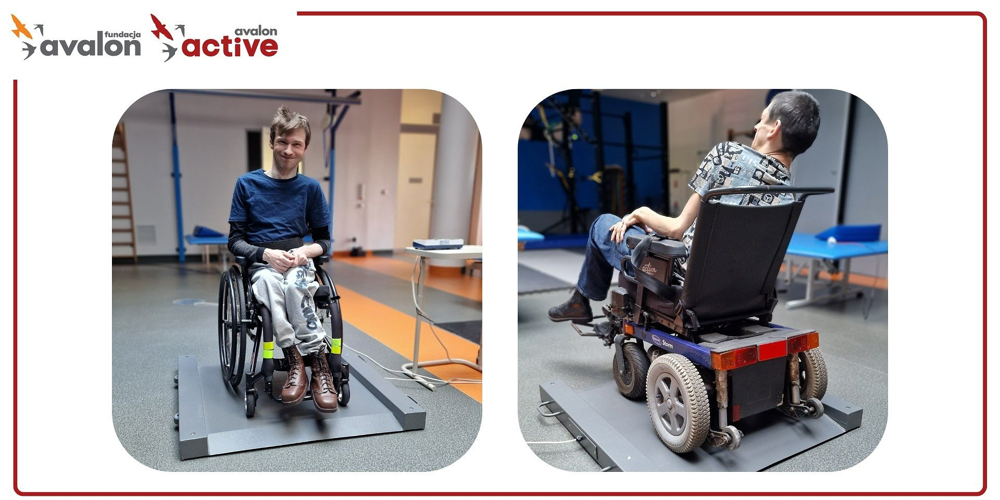 fundacja
avalon
avalon
active
action
Storm